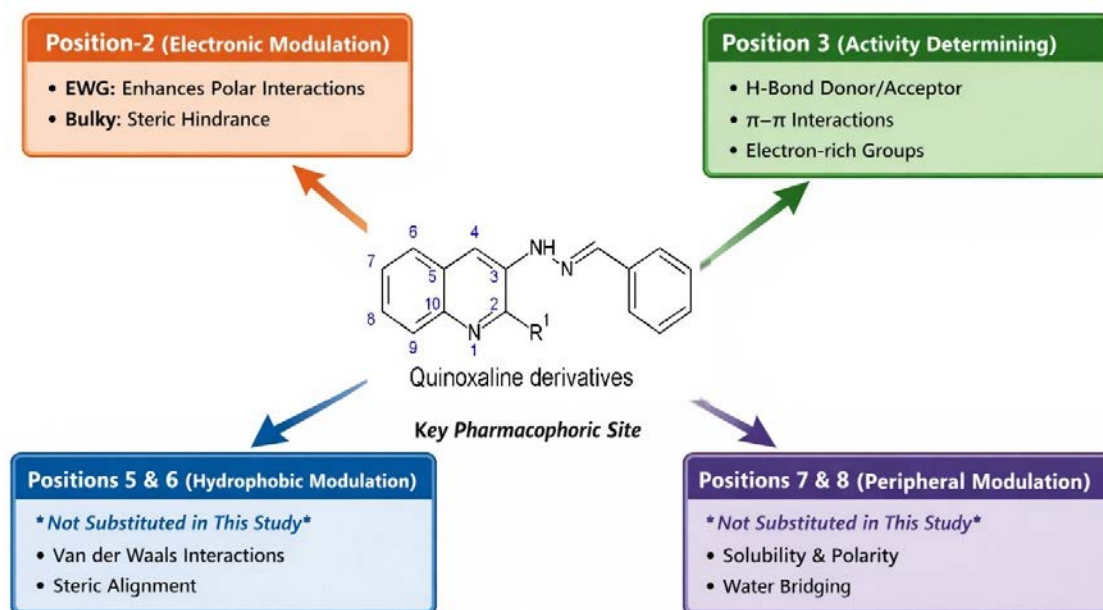 Position-2 (Electronic Modulation)
• EWG: Enhances Polar Interactions
• Bulky: Steric Hindrance
Position 3 (Activity Determining)
• H-Bond Donor/Acceptor
• π–π Interactions
• Electron-rich Groups
6
4
NH
7
5
3
N
8
10
2
9
N
1
R¹
Quinoxaline derivatives
Key Pharmacophoric Site
Positions 5 & 6 (Hydrophobic Modulation)
*Not Substituted in This Study*
• Van der Waals Interactions
• Steric Alignment
Positions 7 & 8 (Peripheral Modulation)
*Not Substituted in This Study*
• Solubility & Polarity
• Water Bridging